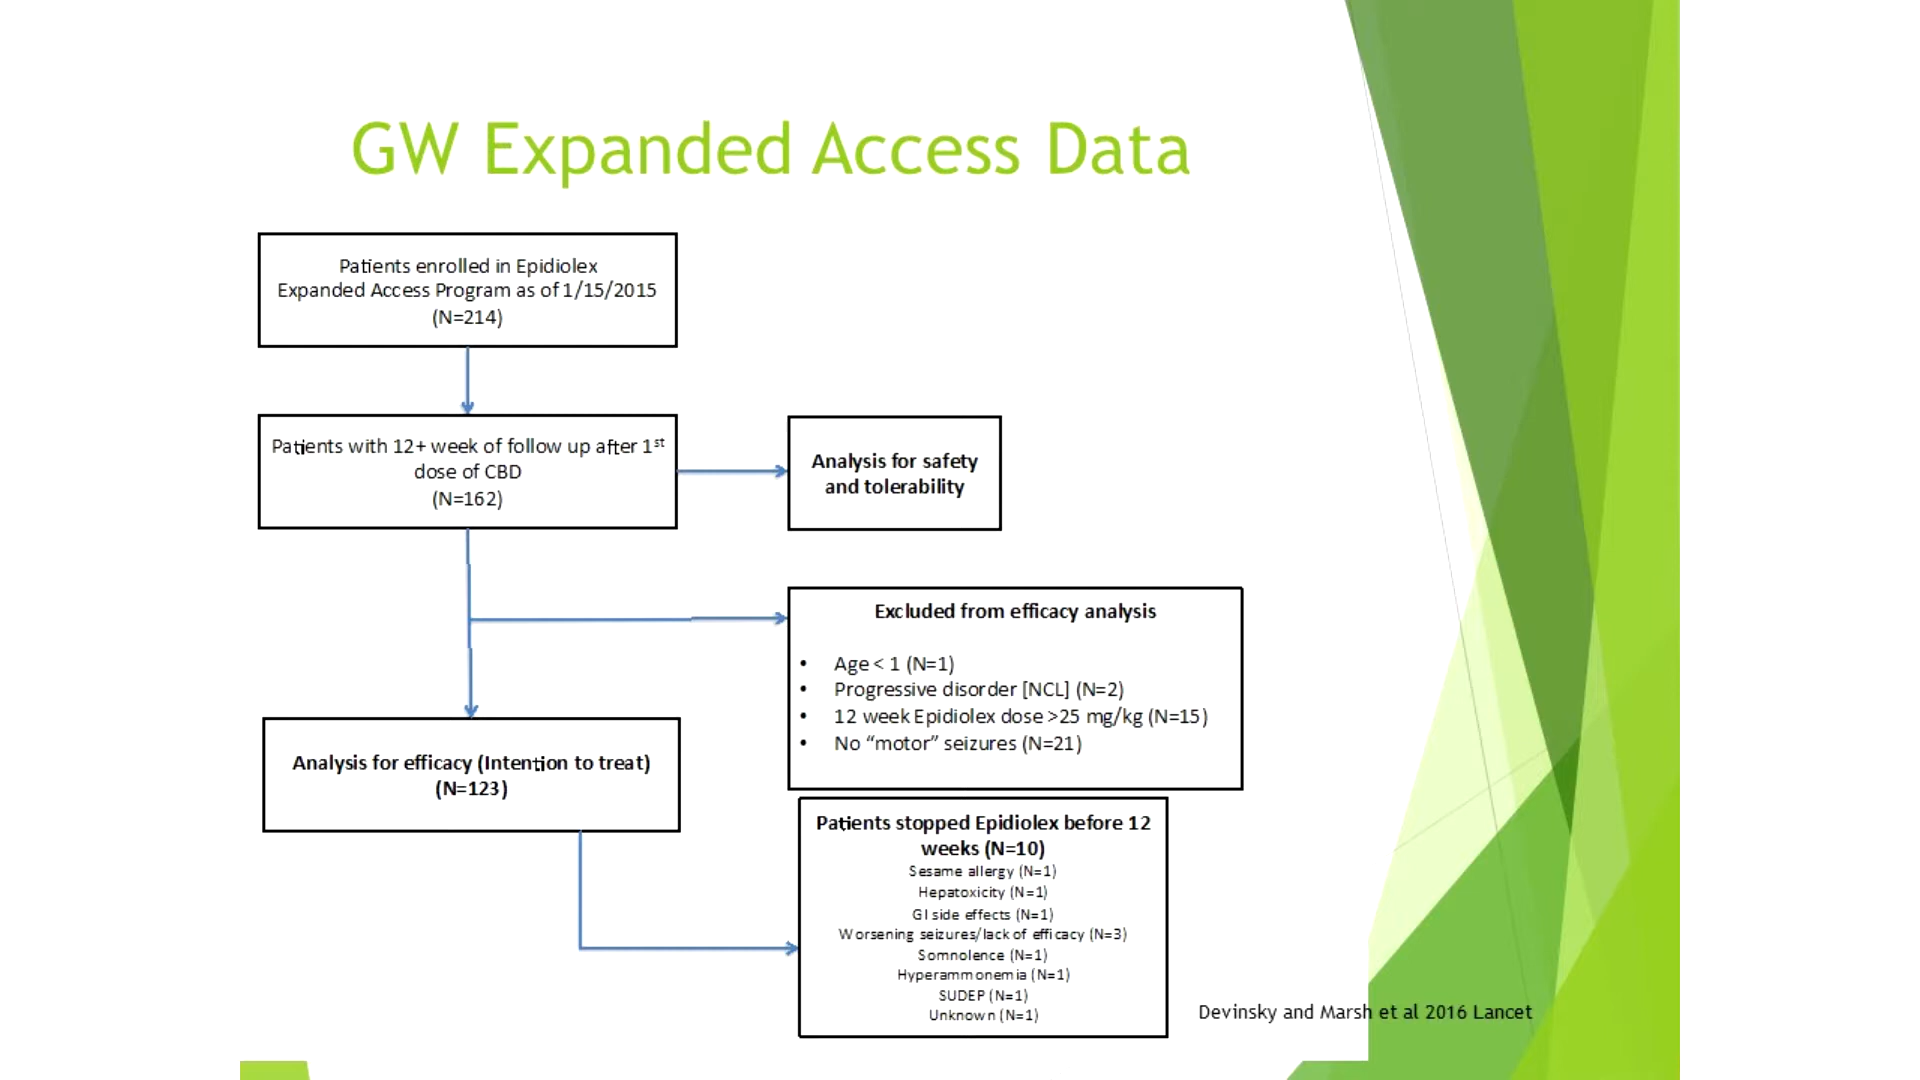 GW Expanded Access Data
Patients enrolled in Epidiolex
Expanded Access Program as of 1/15/2015
(N=214)
Patients with 12+ week of follow up after 1st
dose of CBD
(N=162)
Analysis for safety
and tolerability
Excluded from efficacy analysis
• Age < 1 (N=1)
• Progressive disorder [NCL] (N=2)
• 12 week Epidiolex dose >25 mg/kg (N=15)
• No “motor” seizures (N=21)
Analysis for efficacy (Intention to treat)
(N=123)
Patients stopped Epidiolex before 12
weeks (N=10)
Sesame allergy (N=1)
Hepatoxicity (N=1)
GI side effects (N=1)
Worsening seizures/lack of efficacy (N=3)
Somnolence (N=1)
Hyperammonemia (N=1)
SUDEP (N=1)
Unknown (N=1)
Devinsky and Marsh et al 2016 Lancet